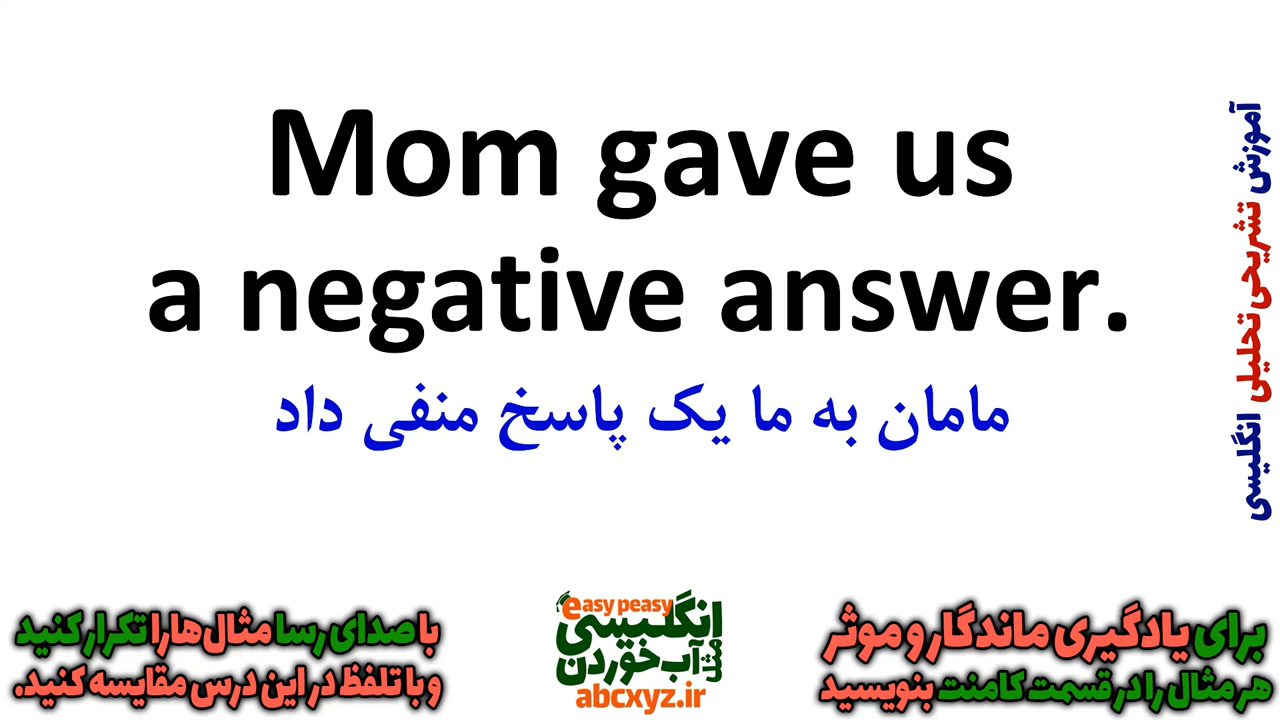 Mom gave us
a negative answer.
مامان به ما یک پاسخ منفی داد
آموزش تشریحی تحلیلی انگلیسی
برای یادگیری ماندگار و موثر
هر مثال را در قسمت کامنت بنویسید
easy peasy
انگلیسی
مثل آب خوردن
abcxyz.ir
با صدای رسا مثال‌ها را تکرار کنید
و با تلفظ در این درس مقایسه کنید.